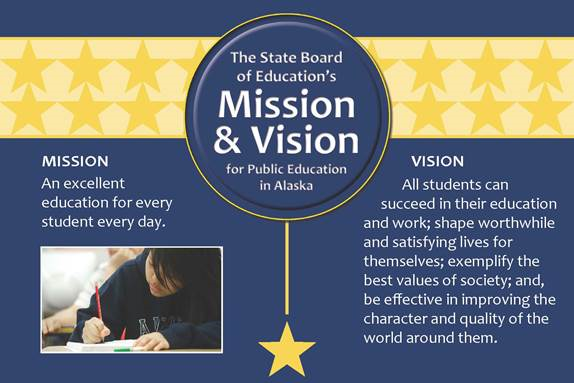 The State Board
of Education's
Mission
& Vision
for Public Education
in Alaska
MISSION
An excellent
education for every
student every day.
VISION
All students can
succeed in their education
and work; shape worthwhile
and satisfying lives for
themselves; exemplify the
best values of society; and,
be effective in improving the
character and quality of the
world around them.